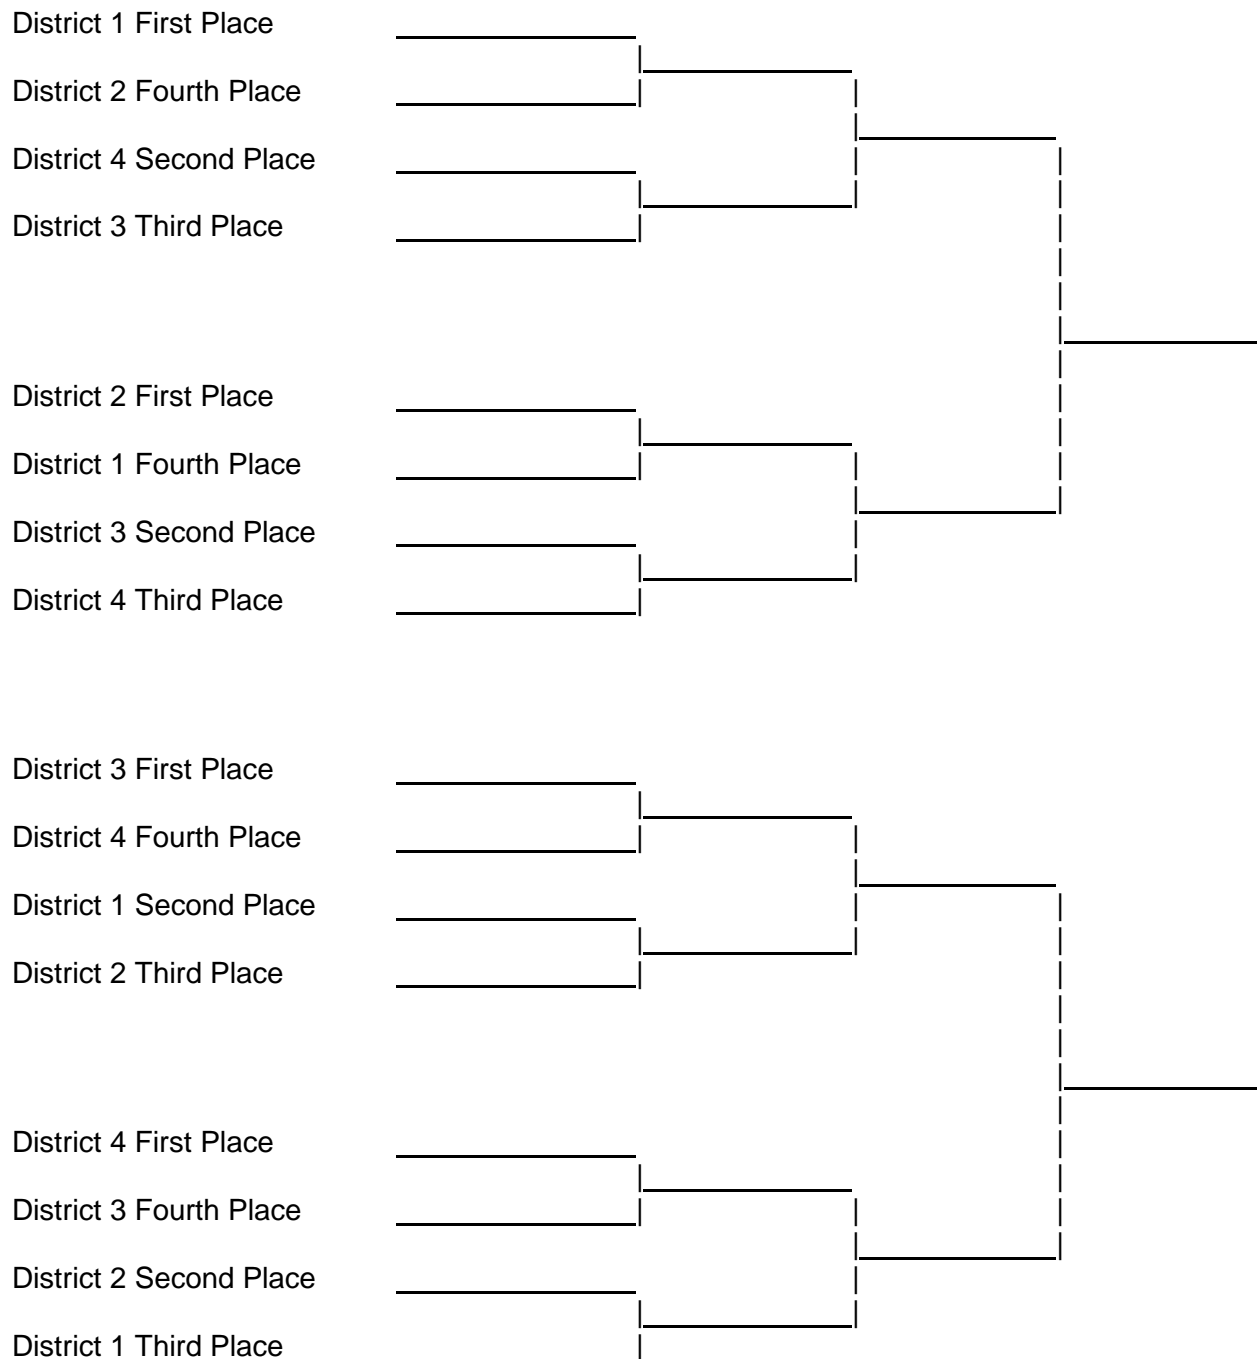 District 1 First Place
District 2 Fourth Place
District 4 Second Place
District 3 Third Place
District 2 First Place
District 1 Fourth Place
District 3 Second Place
District 4 Third Place
District 3 First Place
District 4 Fourth Place
District 1 Second Place
District 2 Third Place
District 4 First Place
District 3 Fourth Place
District 2 Second Place
District 1 Third Place